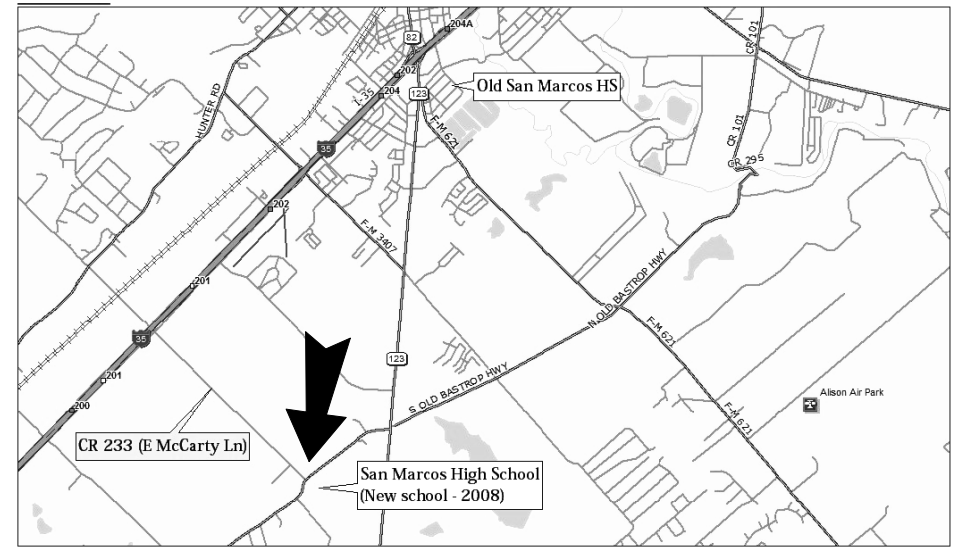 204A
82
CR 101
202
Old San Marcos HS
204
I-35
123
HUNTER RD
F-M 621
CR 101
35
CR 295
202
F-M 3407
N OLD BASTROP HWY
201
F-M 621
35
123
201
S OLD BASTROP HWY
Alison Air Park
200
F-M 621
CR 233 (E McCarty Ln)
San Marcos High School
(New school - 2008)